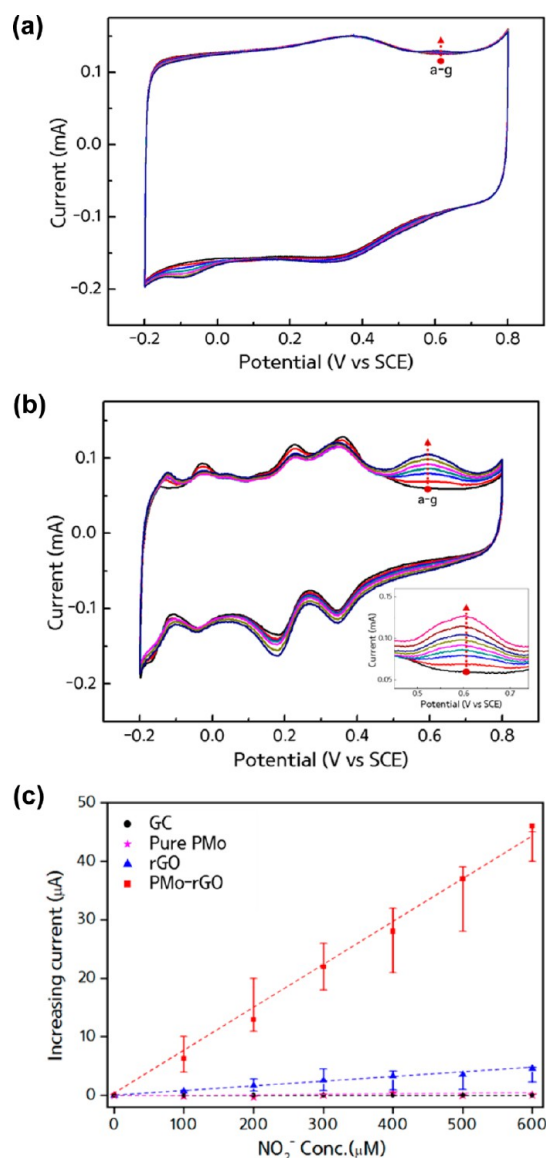 (a)
0.1
0.0
−0.1
−0.2
Current (mA)
a-g
−0.2
0.0
0.2
0.4
0.6
0.8
Potential (V vs SCE)
(b)
0.1
0.0
−0.1
−0.2
Current (mA)
a-g
0.15
0.10
0.05
Current (mA)
0.5
0.6
0.7
Potential (V vs SCE)
−0.2
0.0
0.2
0.4
0.6
0.8
Potential (V vs SCE)
(c)
50
40
30
20
10
0
Increasing current (µA)
GC
Pure PMo
rGO
PMo-rGO
0
100
200
300
400
500
600
NO₂⁻ Conc.(µM)